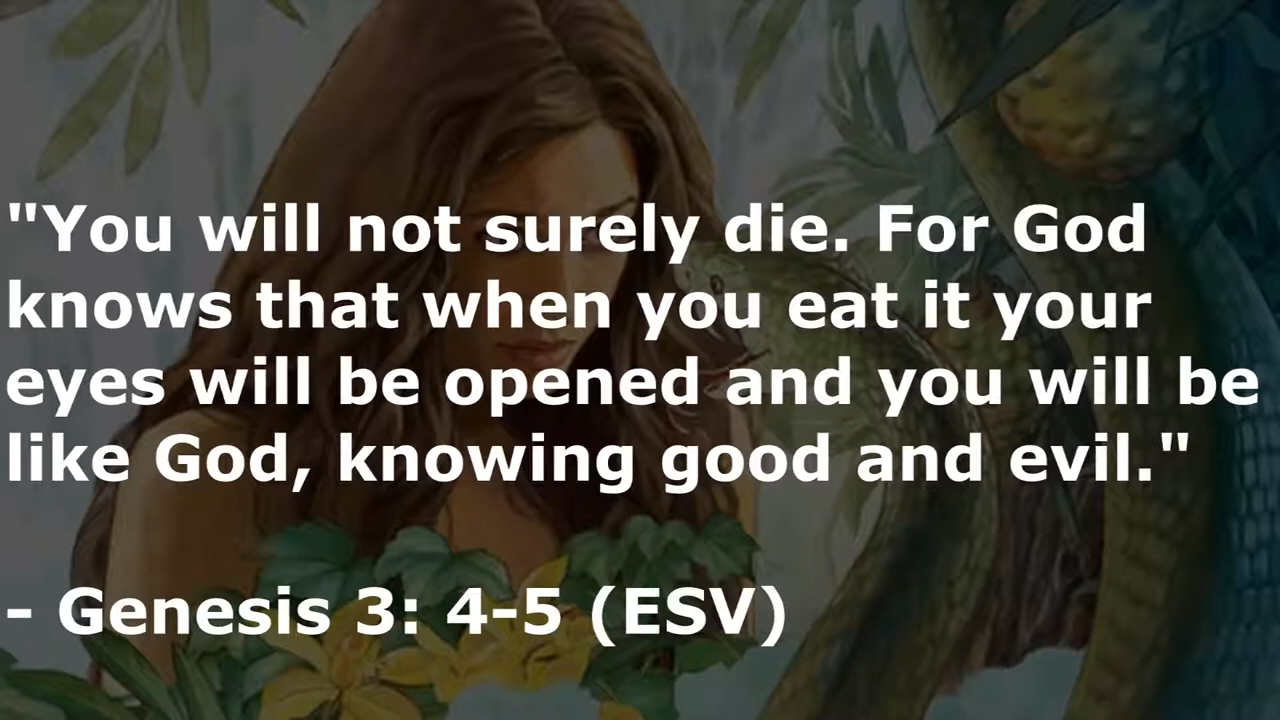 "You will not surely die. For God
knows that when you eat it your
eyes will be opened and you will be
like God, knowing good and evil."
- Genesis 3: 4-5 (ESV)